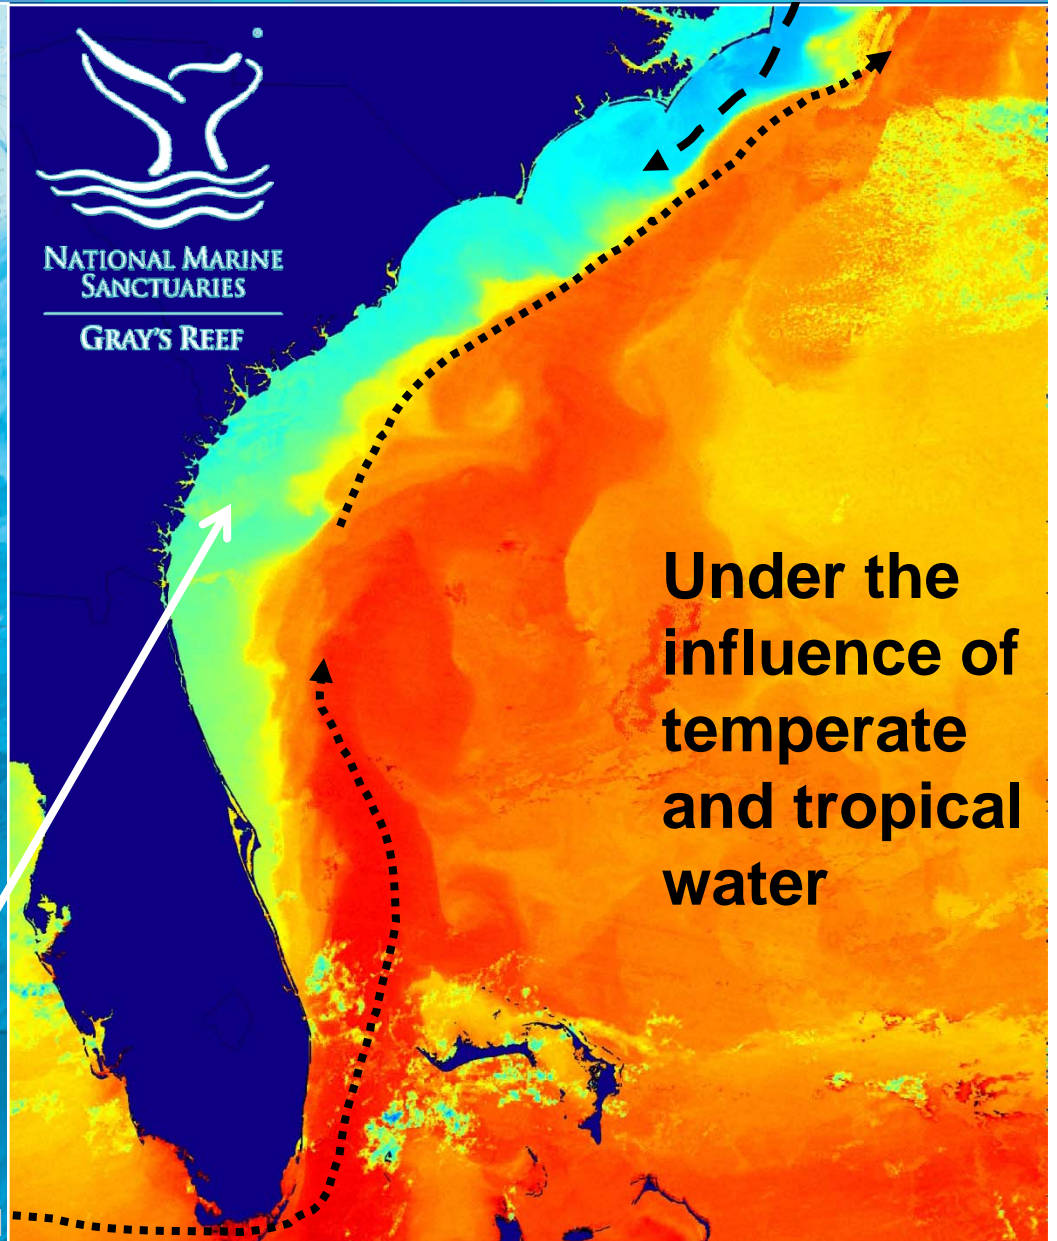 NATIONAL MARINE
SANCTUARIES
GRAY'S REEF
Under the
influence of
temperate
and tropical
water